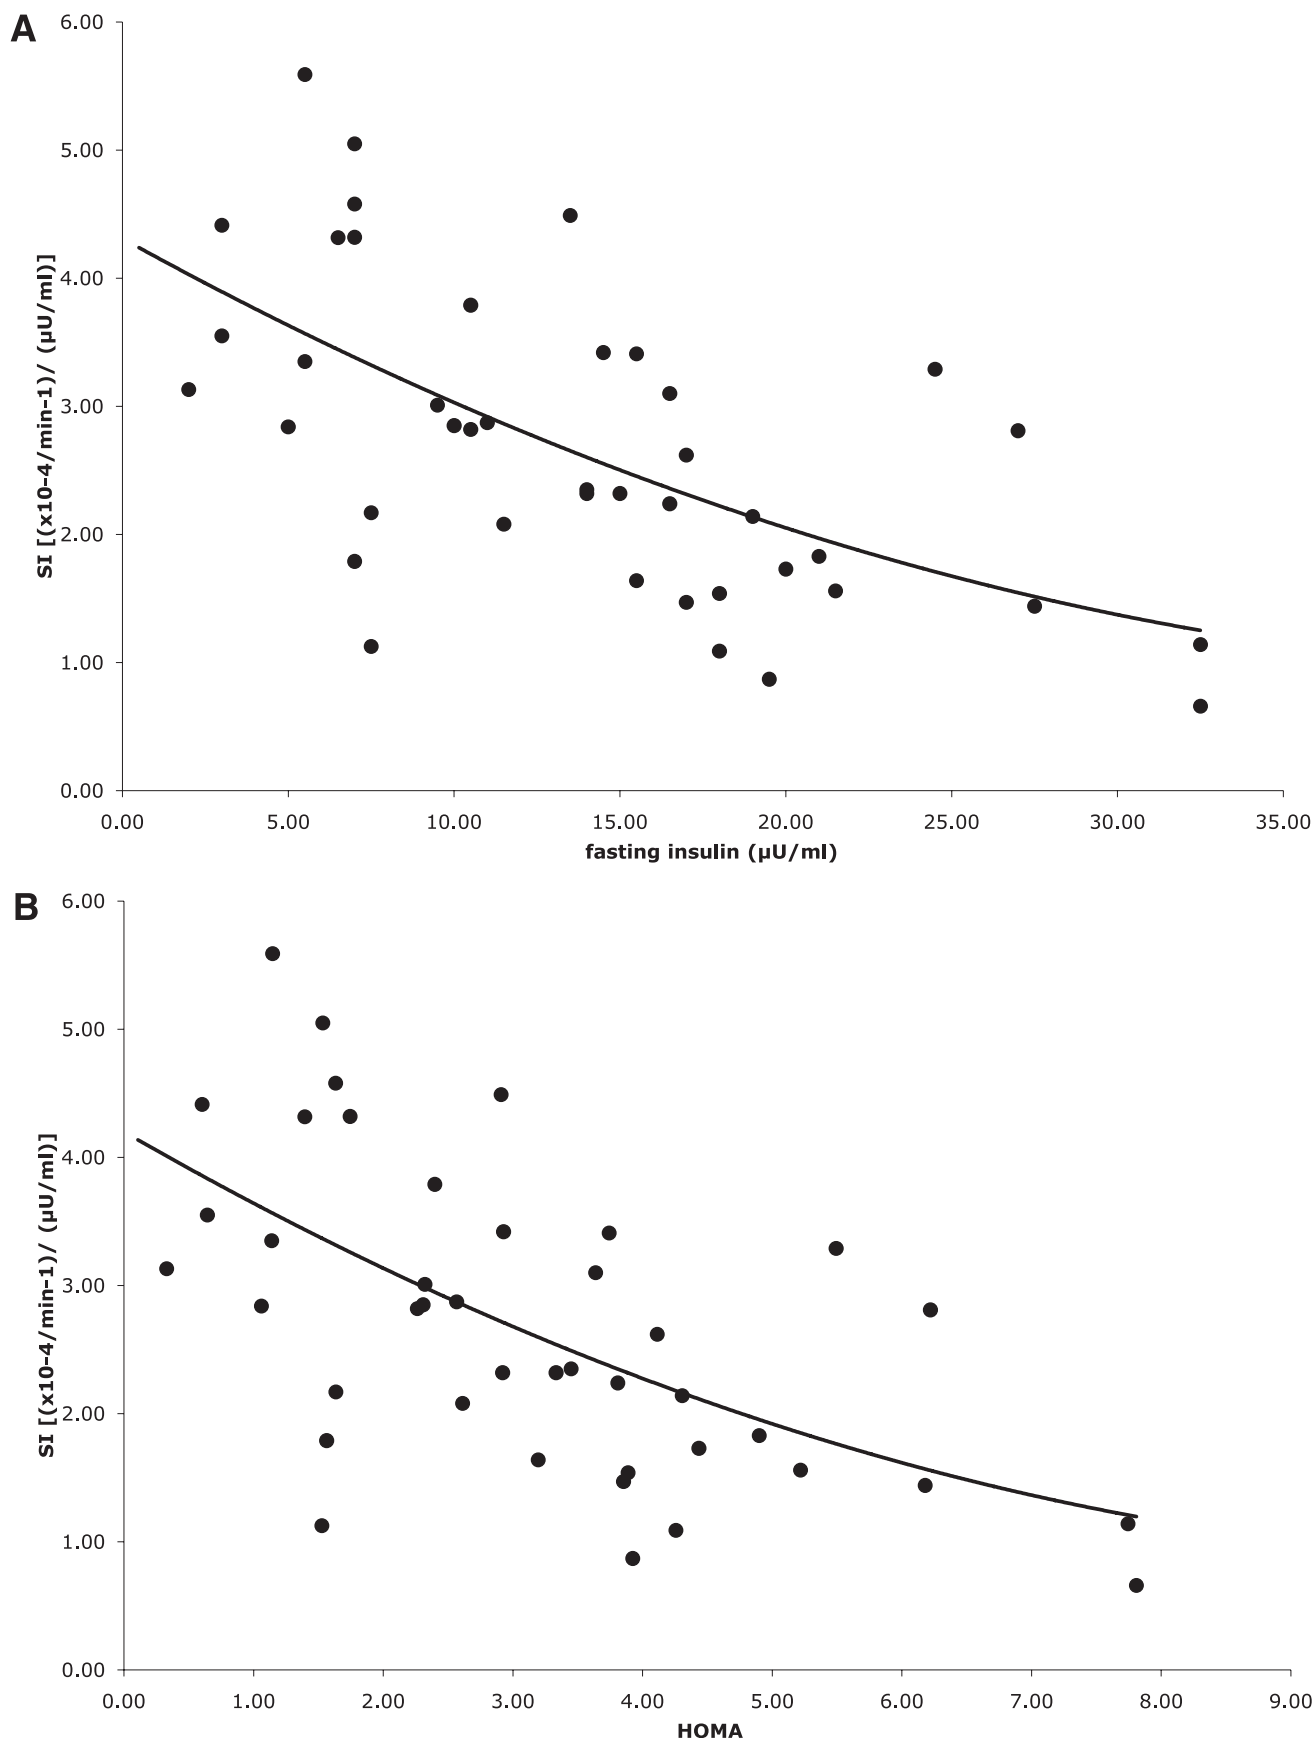 A
6.00
5.00
4.00
3.00
2.00
1.00
0.00
SI [(x10-4/min-1)/ (µU/ml)]
0.00 5.00 10.00 15.00 20.00 25.00 30.00 35.00
fasting insulin (µU/ml)
B
6.00
5.00
4.00
3.00
2.00
1.00
0.00
SI [(x10-4/min-1)/ (µU/ml)]
0.00 1.00 2.00 3.00 4.00 5.00 6.00 7.00 8.00 9.00
HOMA